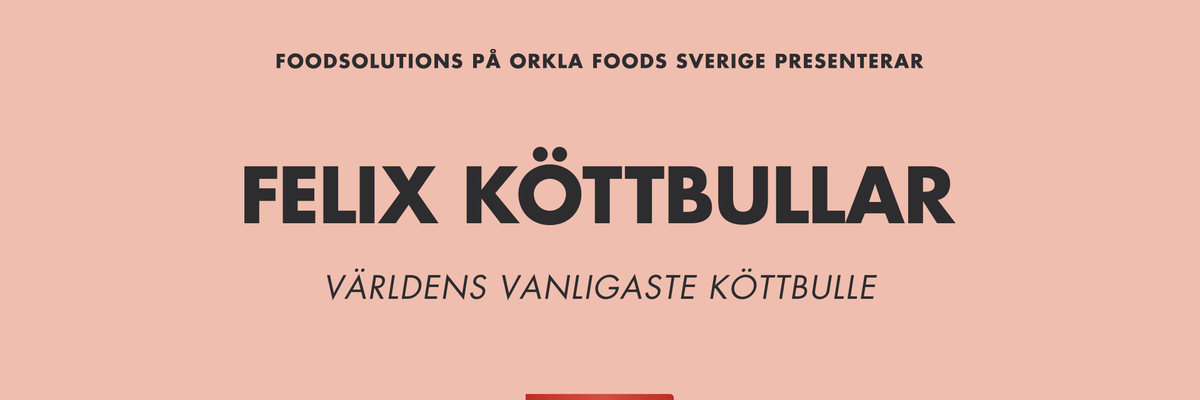 FOODSOLUTIONS PÅ ORKLA FOODS SVERIGE PRESENTERAR
FELIX KÖTTBULLAR
VÄRLDENS VANLIGASTE KÖTTBULLE